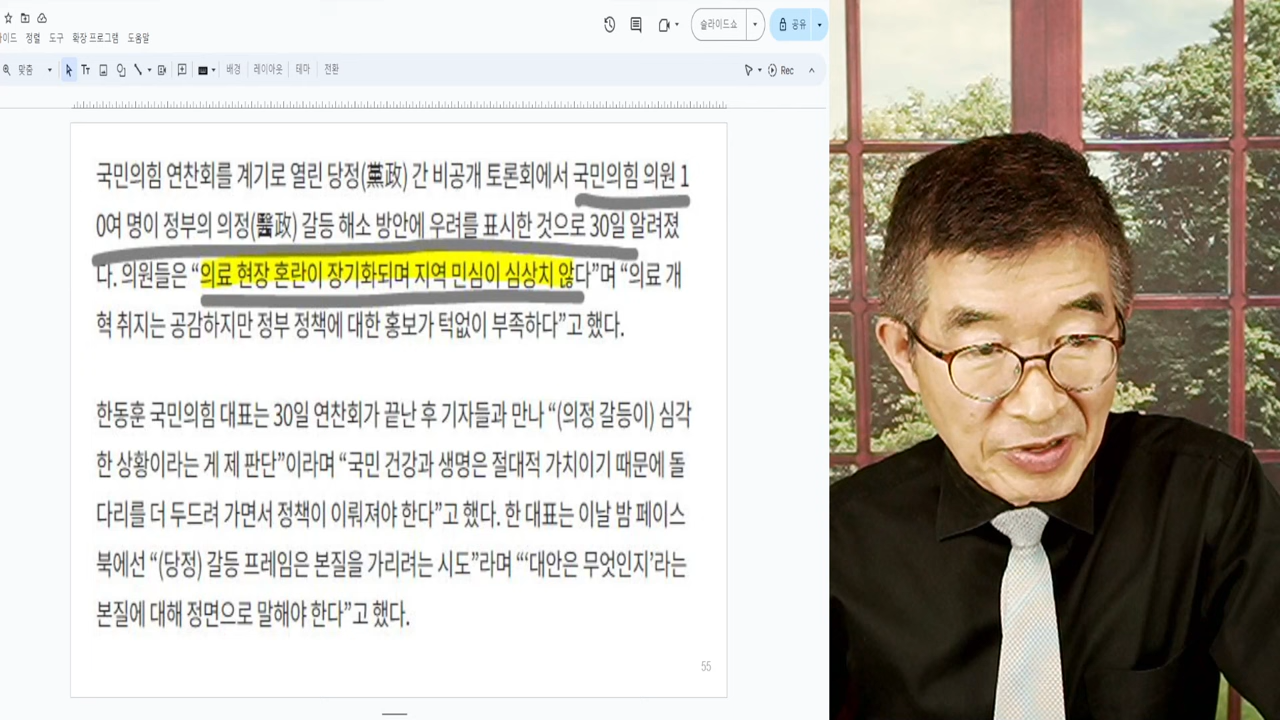 이드 정렬 도구 확장 프로그램 도움말
슬라이드쇼
공유
맞춤
배경 레이아웃 테마 전환
Rec
국민의힘 연찬회를 계기로 열린 당정(黨政) 간 비공개 토론회에서 국민의힘 의원 1
0여 명이 정부의 의정(醫政) 갈등 해소 방안에 우려를 표시한 것으로 30일 알려졌
다. 의원들은 “의료 현장 혼란이 장기화되며 지역 민심이 심상치 않다”며 “의료 개
혁 취지는 공감하지만 정부 정책에 대한 홍보가 턱없이 부족하다”고 했다.
한동훈 국민의힘 대표는 30일 연찬회가 끝난 후 기자들과 만나 “(의정 갈등이) 심각
한 상황이라는 게 제 판단”이라며 “국민 건강과 생명은 절대적 가치이기 때문에 돌
다리를 더 두드려 가면서 정책이 이뤄져야 한다”고 했다. 한 대표는 이날 밤 페이스
북에선 “(당정) 갈등 프레임은 본질을 가리려는 시도”라며 “‘대안은 무엇인지’라는
본질에 대해 정면으로 말해야 한다”고 했다.
55